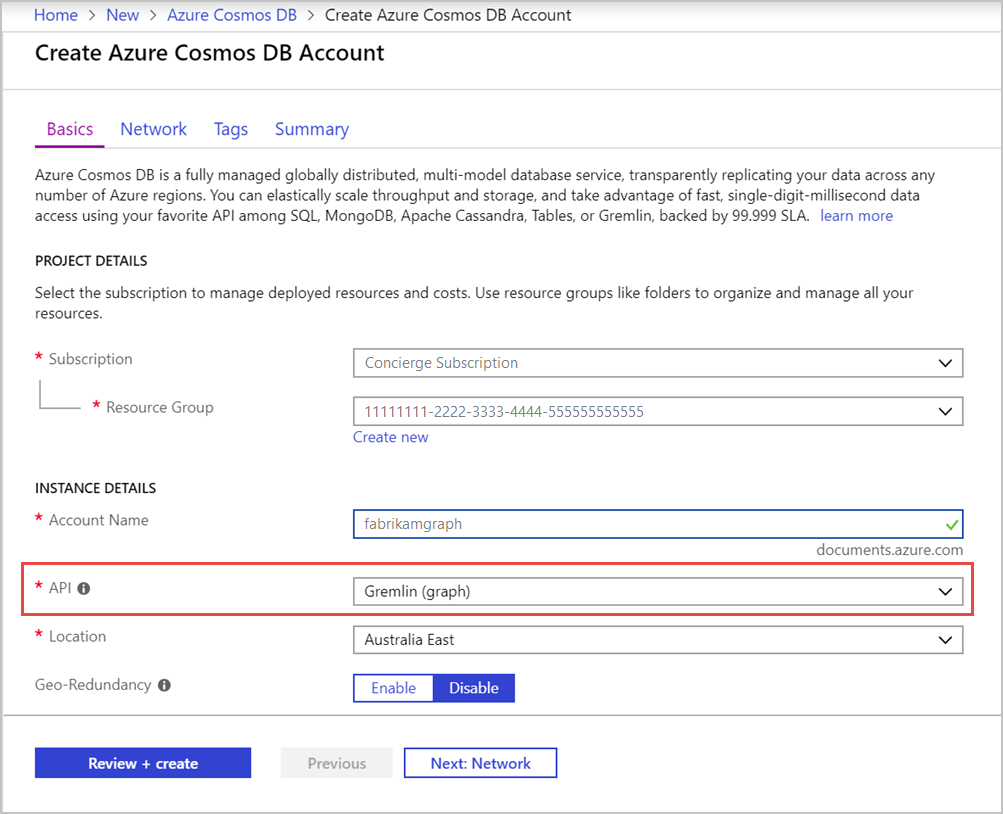 Home > New > Azure Cosmos DB > Create Azure Cosmos DB Account
Create Azure Cosmos DB Account
Basics Network Tags Summary
Azure Cosmos DB is a fully managed globally distributed, multi-model database service, transparently replicating your data across any
number of Azure regions. You can elastically scale throughput and storage, and take advantage of fast, single-digit-millisecond data
access using your favorite API among SQL, MongoDB, Apache Cassandra, Tables, or Gremlin, backed by 99.999 SLA. learn more
PROJECT DETAILS
Select the subscription to manage deployed resources and costs. Use resource groups like folders to organize and manage all your
resources.
* Subscription Concierge Subscription
* Resource Group 11111111-2222-3333-4444-555555555555
Create new
INSTANCE DETAILS
* Account Name fabrikamgraph
documents.azure.com
* API Gremlin (graph)
* Location Australia East
Geo-Redundancy Enable Disable
Review + create Previous Next: Network